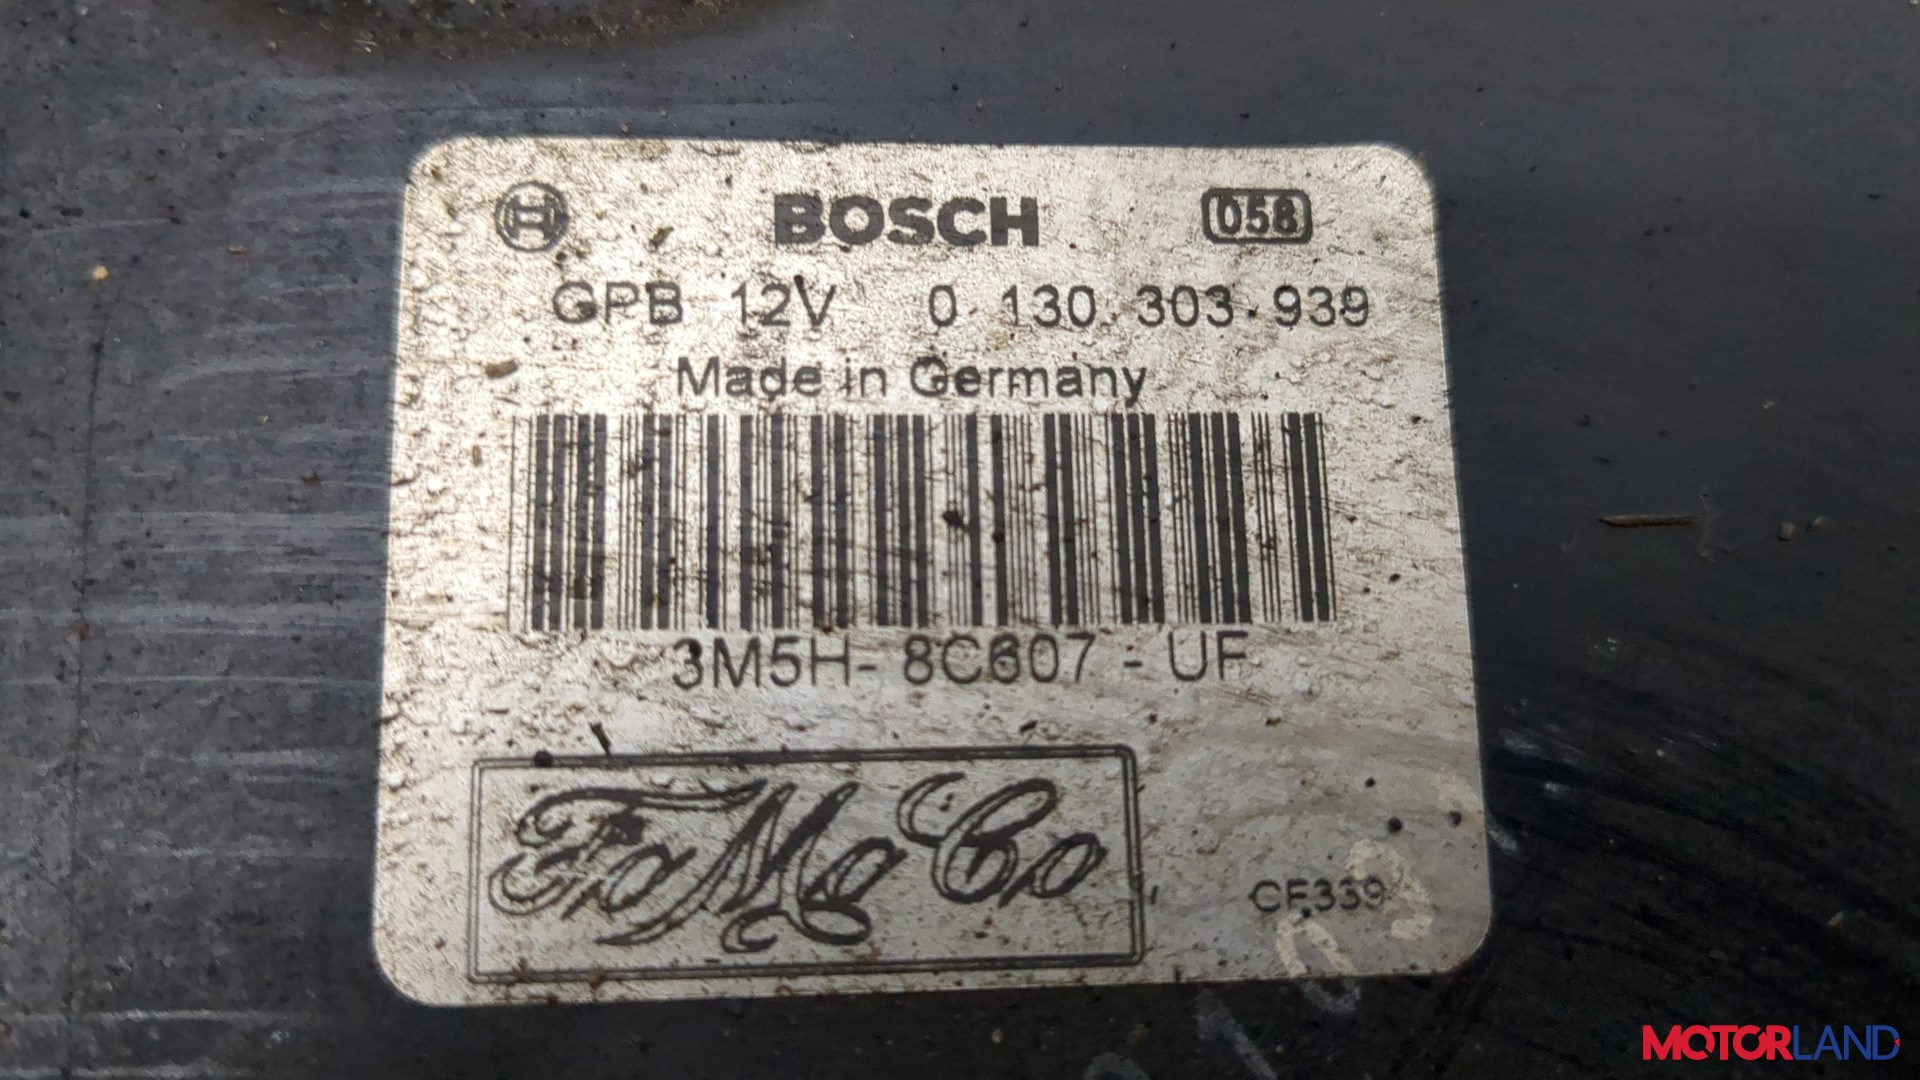 BOSCH 058
GPB 12V 0 130 303 939
Made in Germany
3M5H-8C607-UF
FoMoCo
CF339
MOTORLAND